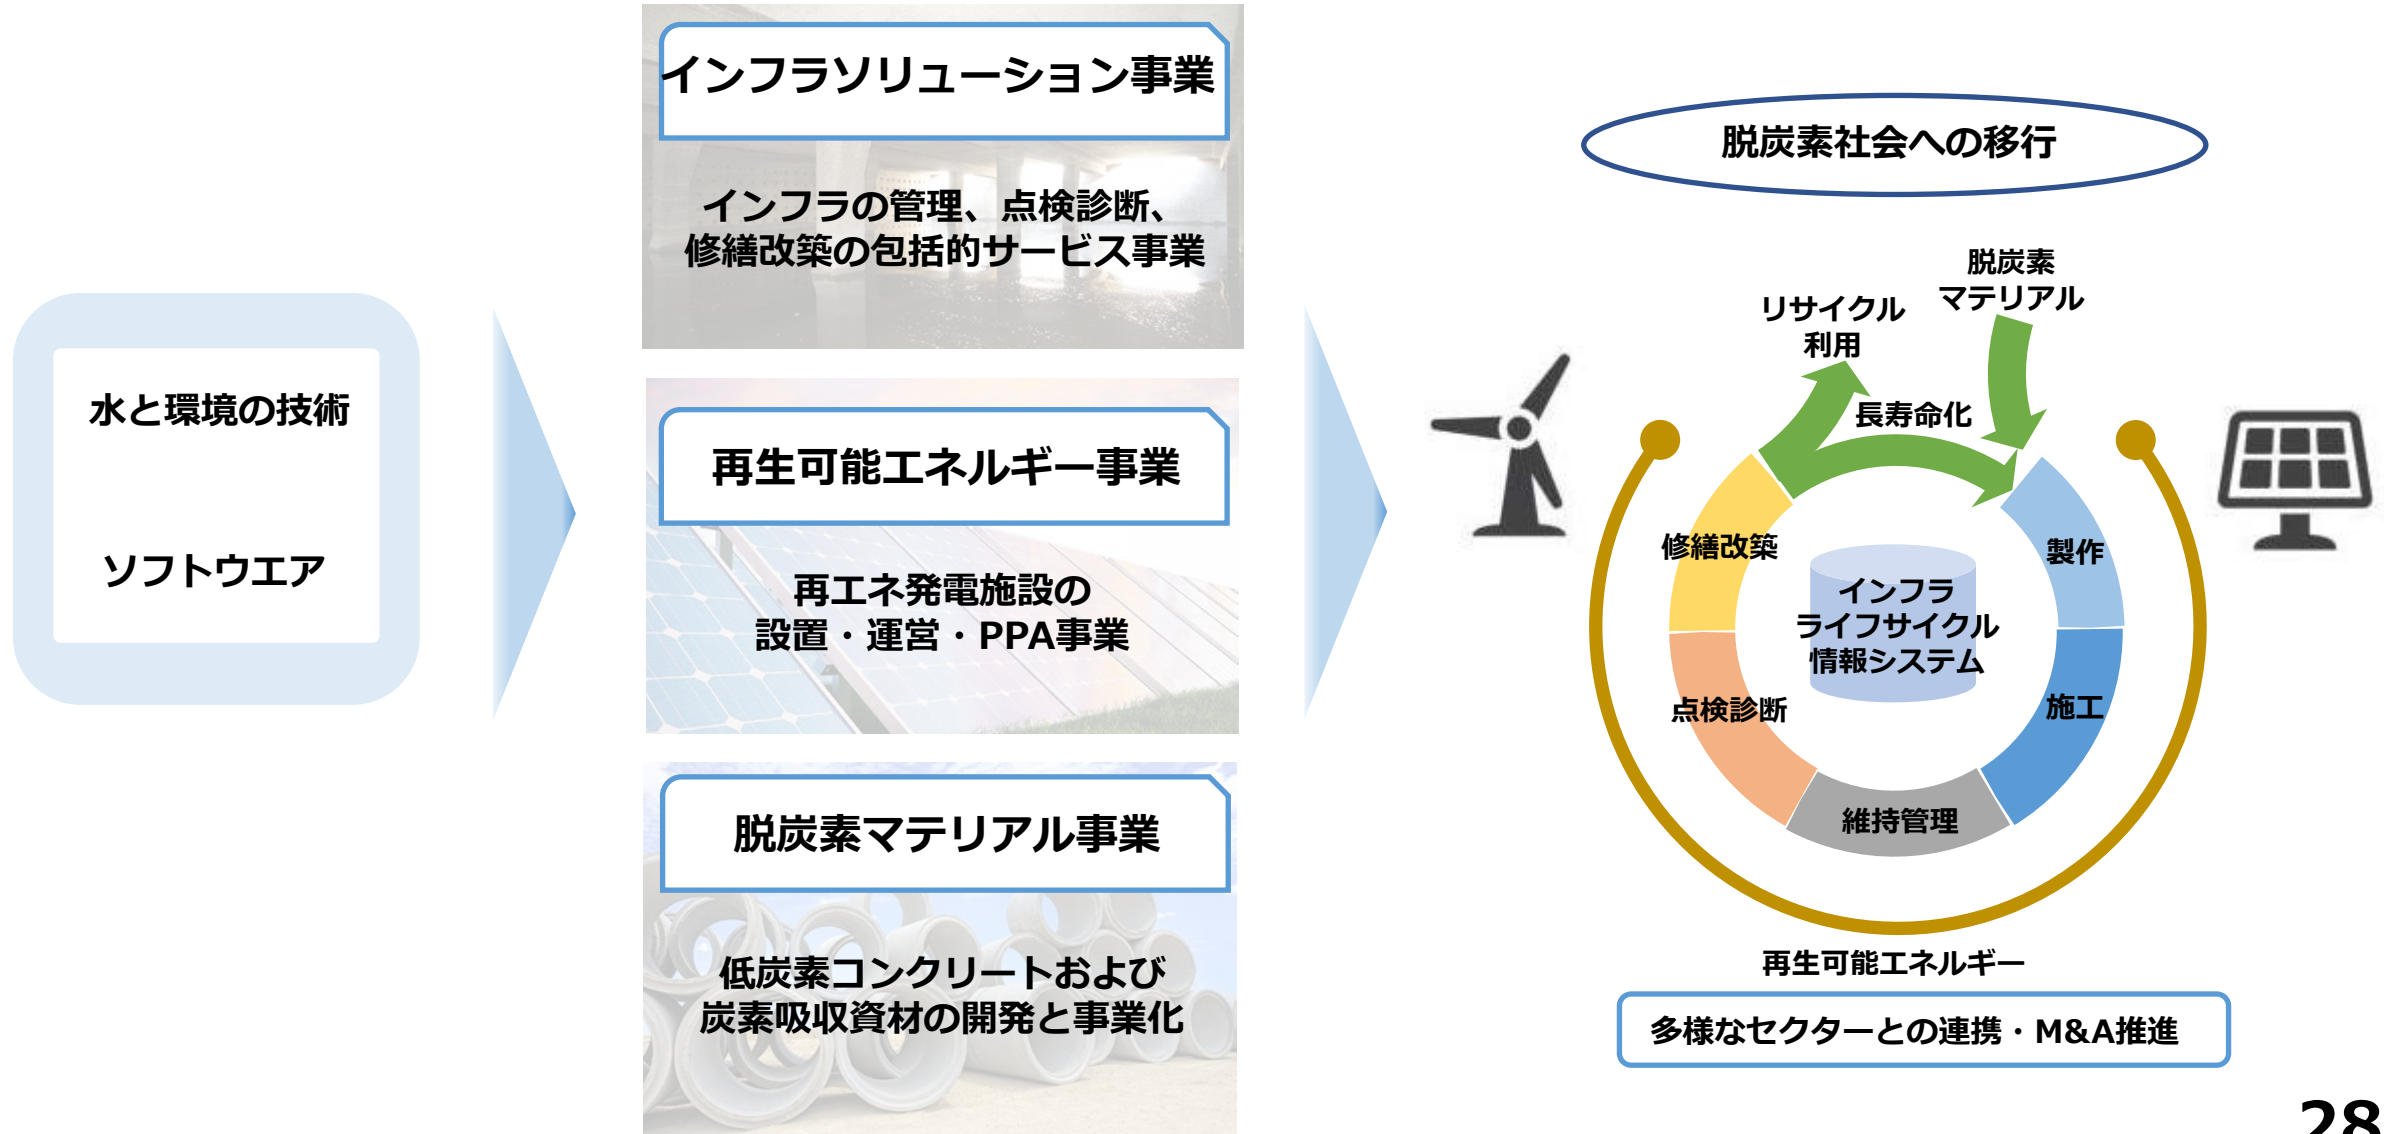 水と環境の技術
ソフトウエア
インフラソリューション事業
インフラの管理、点検診断、
修繕改築の包括的サービス事業
再生可能エネルギー事業
再エネ発電施設の
設置・運営・PPA事業
脱炭素マテリアル事業
低炭素コンクリートおよび
炭素吸収資材の開発と事業化
脱炭素社会への移行
脱炭素
マテリアル
リサイクル
利用
長寿命化
修繕改築
製作
インフラ
ライフサイクル
情報システム
点検診断
施工
維持管理
再生可能エネルギー
多様なセクターとの連携・M&A推進
28